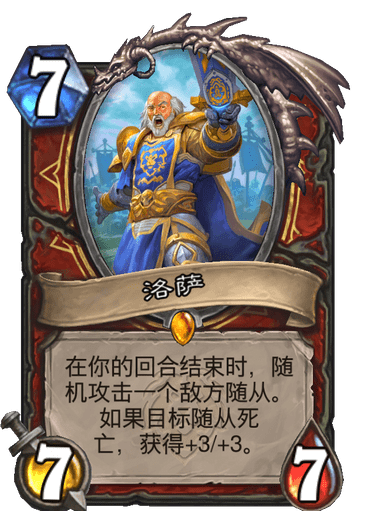 7
洛萨
在你的回合结束时，随
机攻击一个敌方随从。
如果目标随从死
亡，获得+3/+3。
7
7